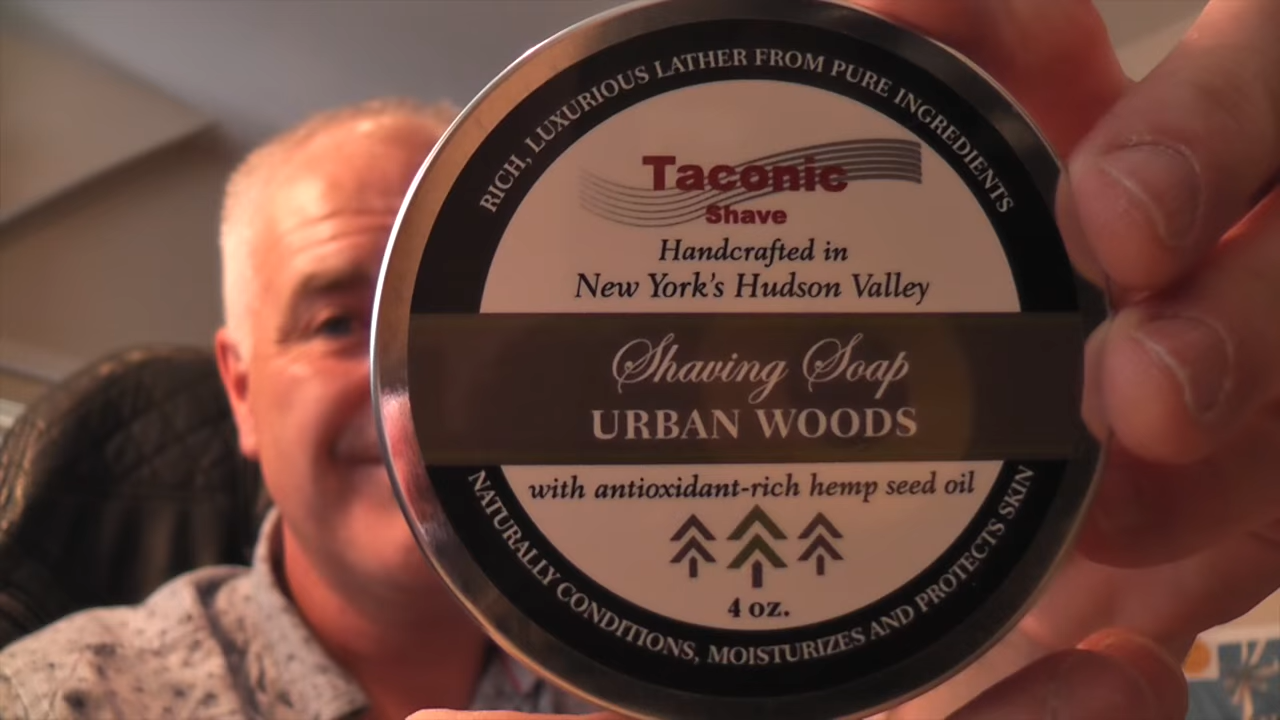 RICH, LUXURIOUS LATHER FROM PURE INGREDIENTS
Taconic
Shave
Handcrafted in
New York's Hudson Valley
Shaving Soap
URBAN WOODS
with antioxidant-rich hemp seed oil
4 oz.
NATURALLY CONDITIONS, MOISTURIZES AND PROTECTS SKIN